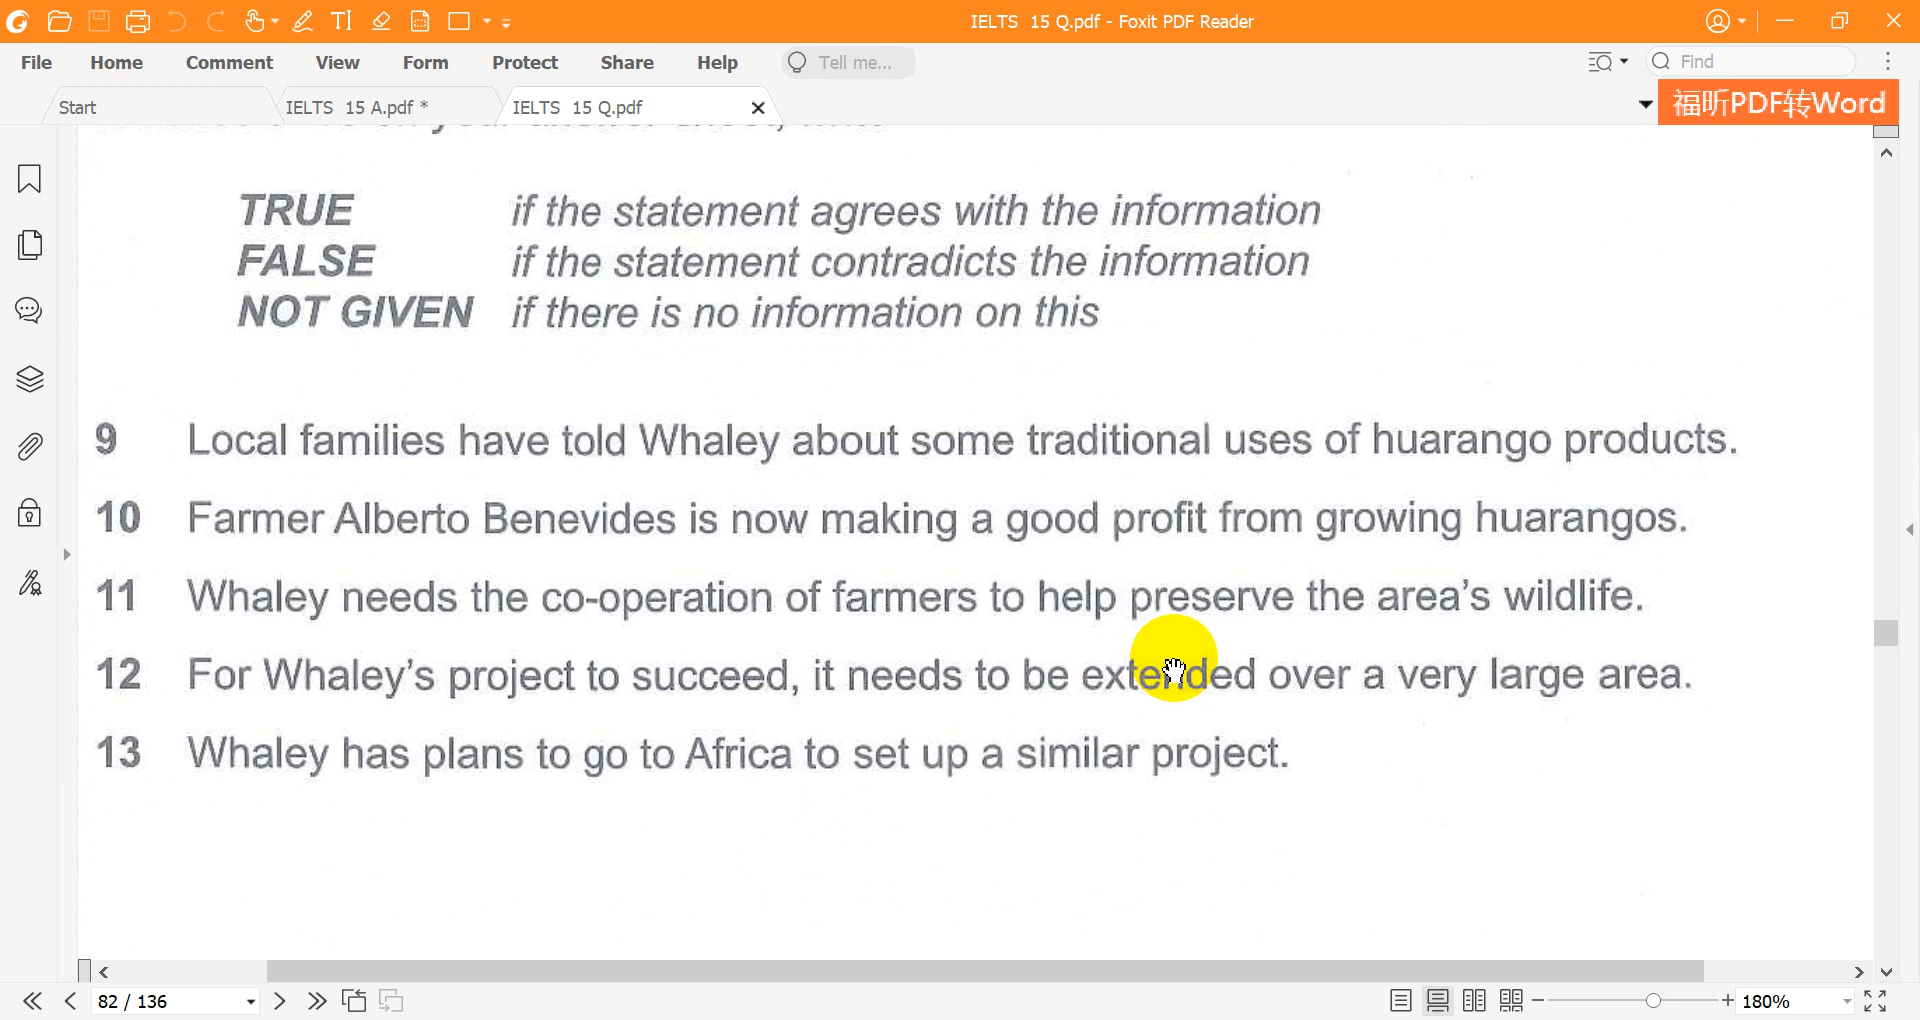 IELTS 15 Q.pdf - Foxit PDF Reader
File Home Comment View Form Protect Share Help Tell me... Find
Start IELTS 15 A.pdf * IELTS 15 Q.pdf 福昕PDF转Word
TRUE if the statement agrees with the information
FALSE if the statement contradicts the information
NOT GIVEN if there is no information on this
9 Local families have told Whaley about some traditional uses of huarango products.
10 Farmer Alberto Benevides is now making a good profit from growing huarangos.
11 Whaley needs the co-operation of farmers to help preserve the area's wildlife.
12 For Whaley's project to succeed, it needs to be extended over a very large area.
13 Whaley has plans to go to Africa to set up a similar project.
82 / 136 180%